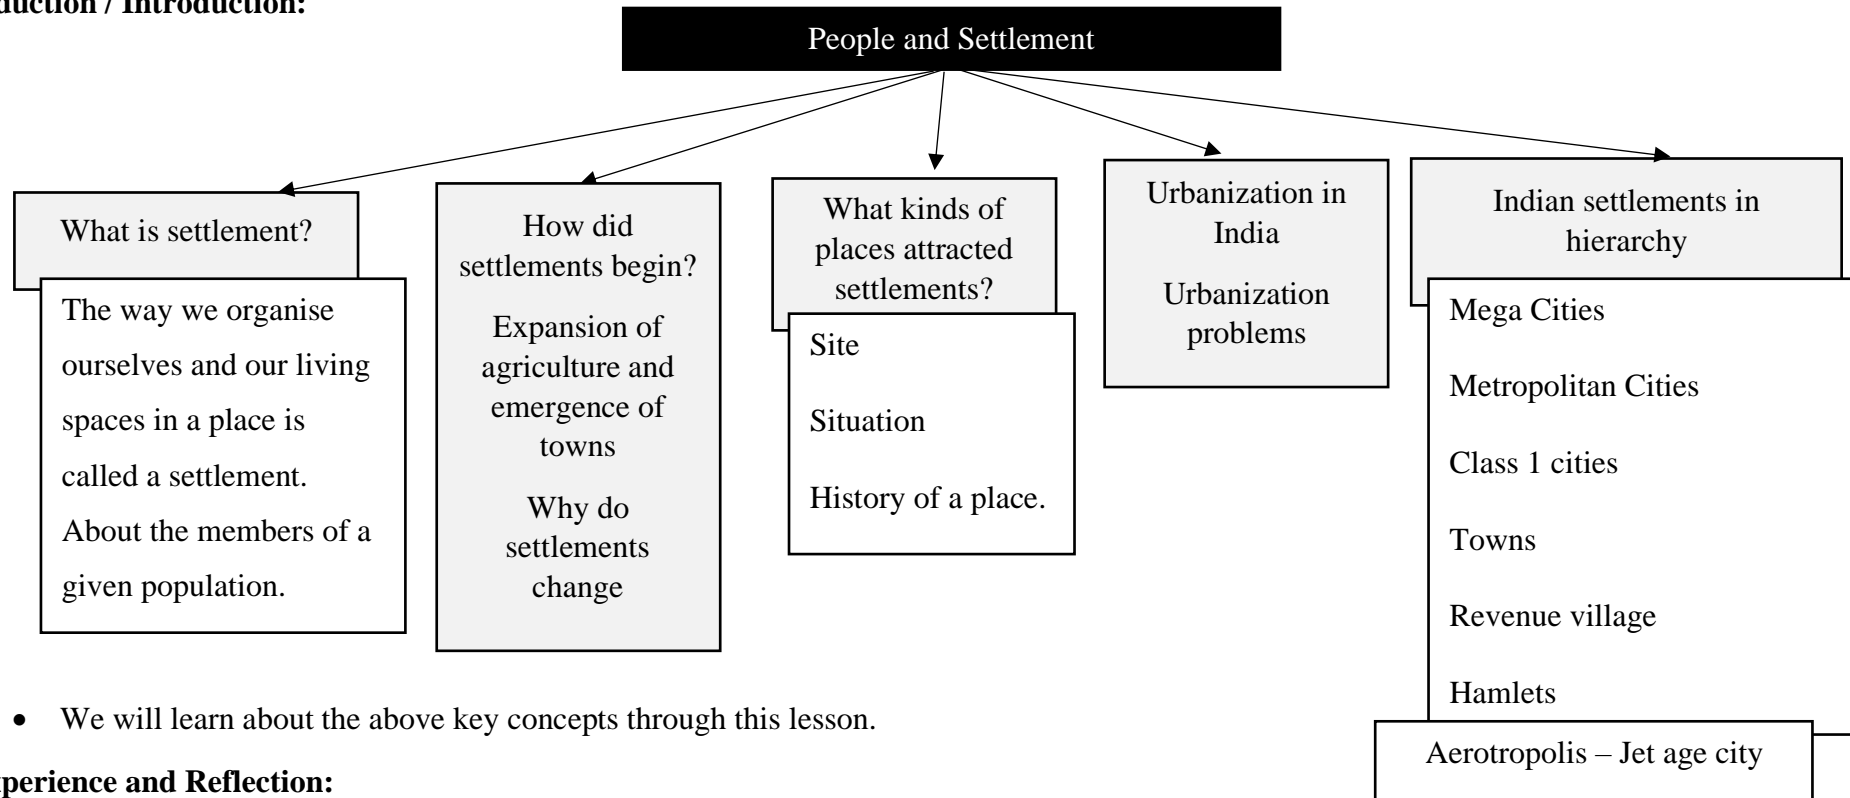 duction / Introduction:
People and Settlement
What is settlement?
The way we organise
ourselves and our living
spaces in a place is
called a settlement.
About the members of a
given population.
How did
settlements begin?
Expansion of
agriculture and
emergence of
towns
Why do
settlements
change
What kinds of
places attracted
settlements?
Site
Situation
History of a place.
Urbanization in
India
Urbanization
problems
Indian settlements in
hierarchy
Mega Cities
Metropolitan Cities
Class 1 cities
Towns
Revenue village
Hamlets
Aerotropolis – Jet age city
• We will learn about the above key concepts through this lesson.
perience and Reflection: